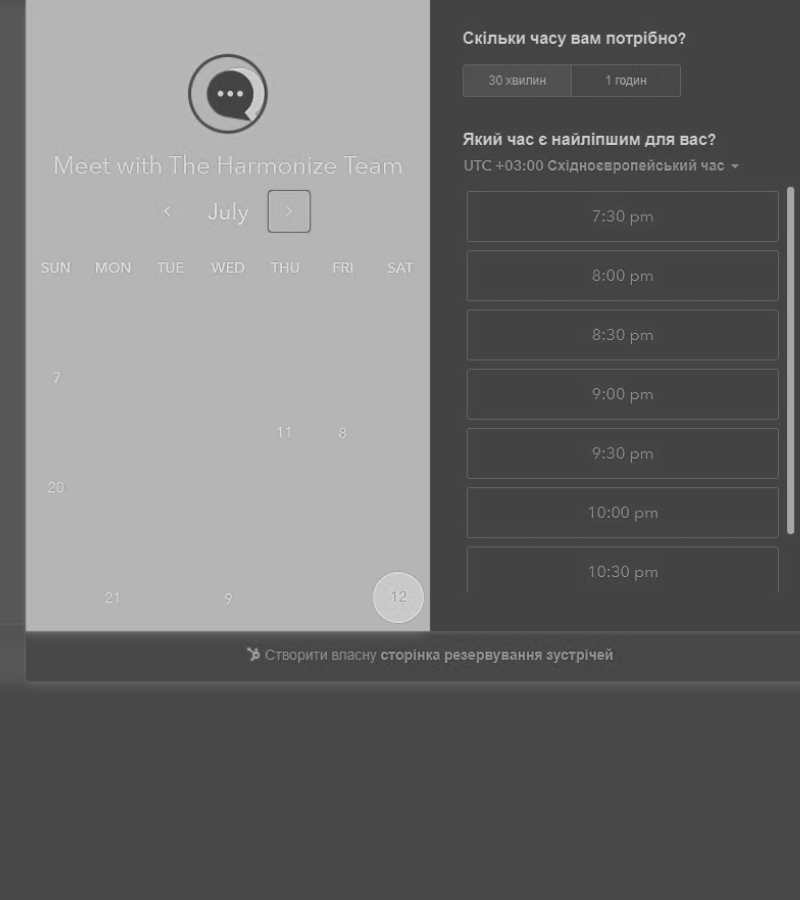 Meet with The Harmonize Team
July
SUN MON TUE WED THU FRI SAT
7
11 8
20
21 9 12
Скільки часу вам потрібно?
30 хвилин 1 годин
Який час є найліпшим для вас?
UTC +03:00 Східноєвропейський час
7:30 pm
8:00 pm
8:30 pm
9:00 pm
9:30 pm
10:00 pm
10:30 pm
Створити власну сторінка резервування зустрічей